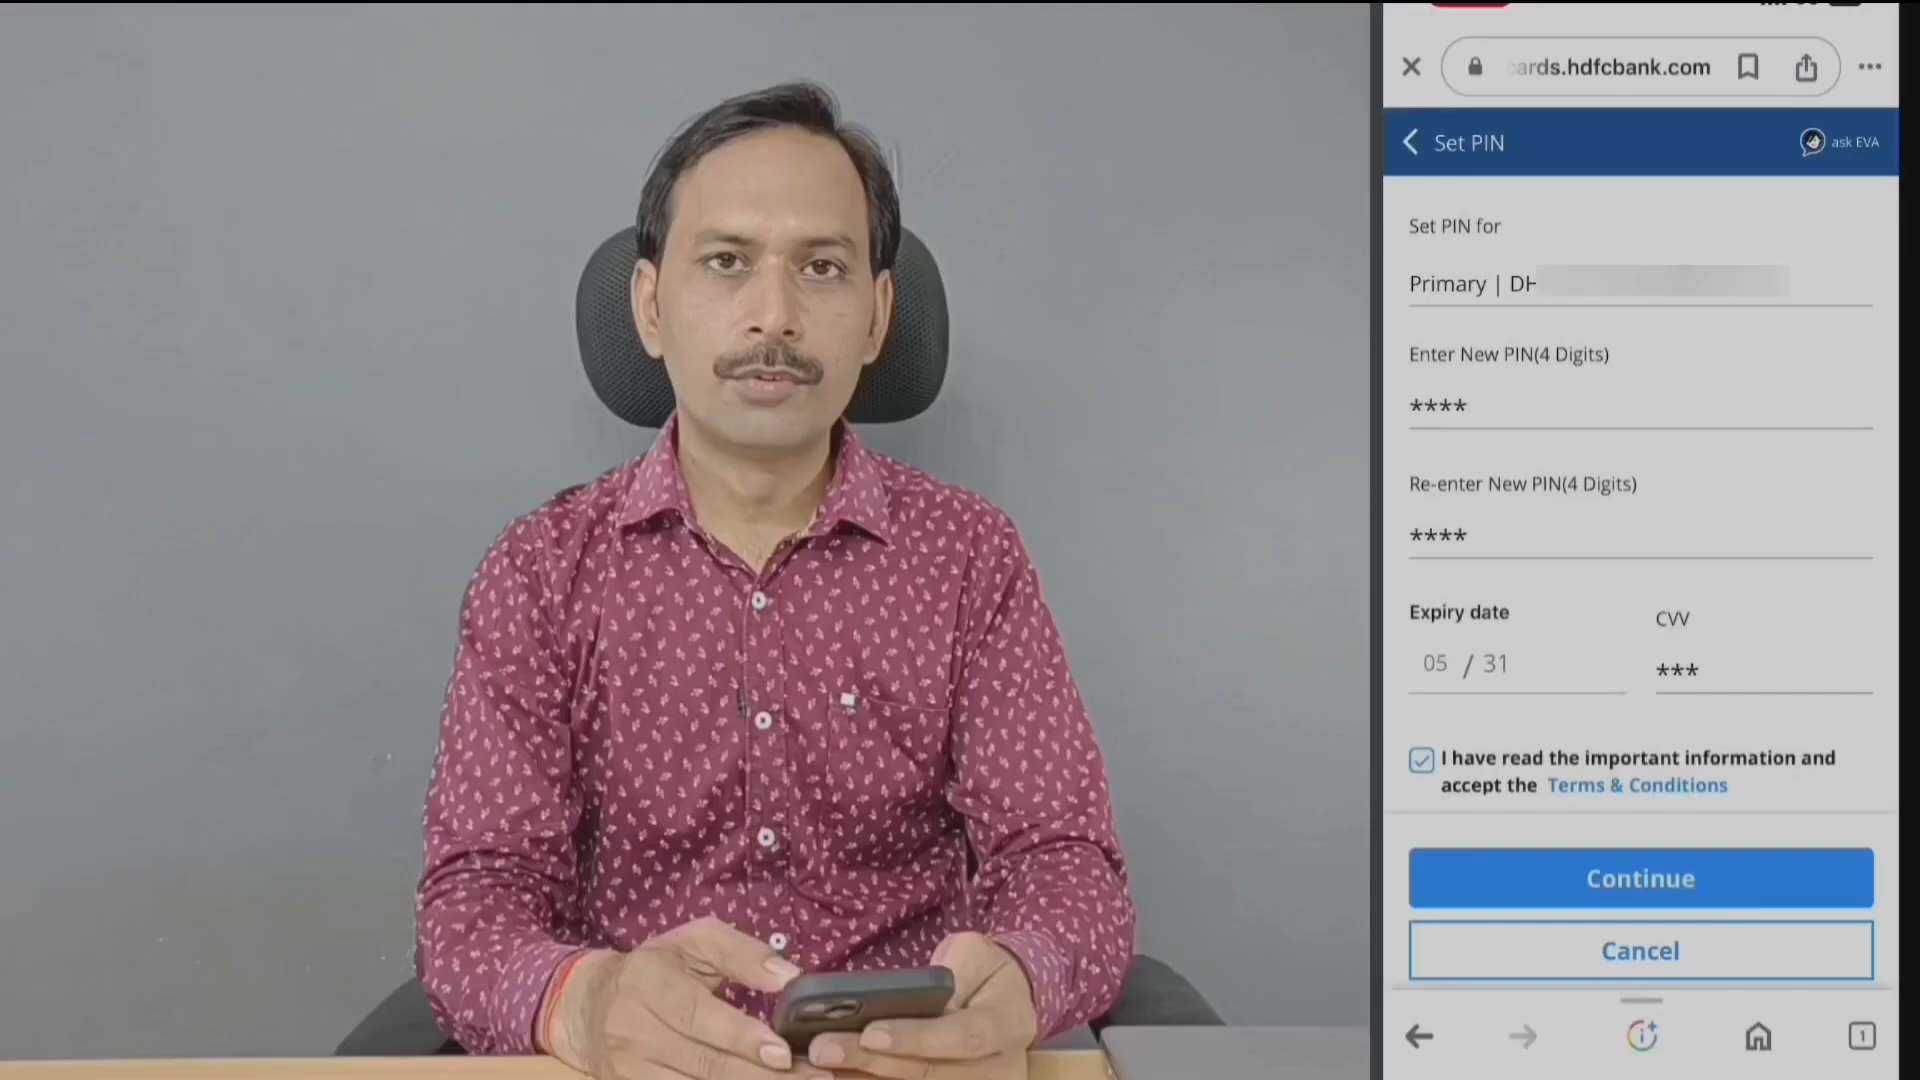 cards.hdfcbank.com
Set PIN
ask EVA
Set PIN for
Primary | DH
Enter New PIN(4 Digits)
****
Re-enter New PIN(4 Digits)
****
Expiry date
CVV
05 / 31
***
I have read the important information and
accept the Terms & Conditions
Continue
Cancel
1